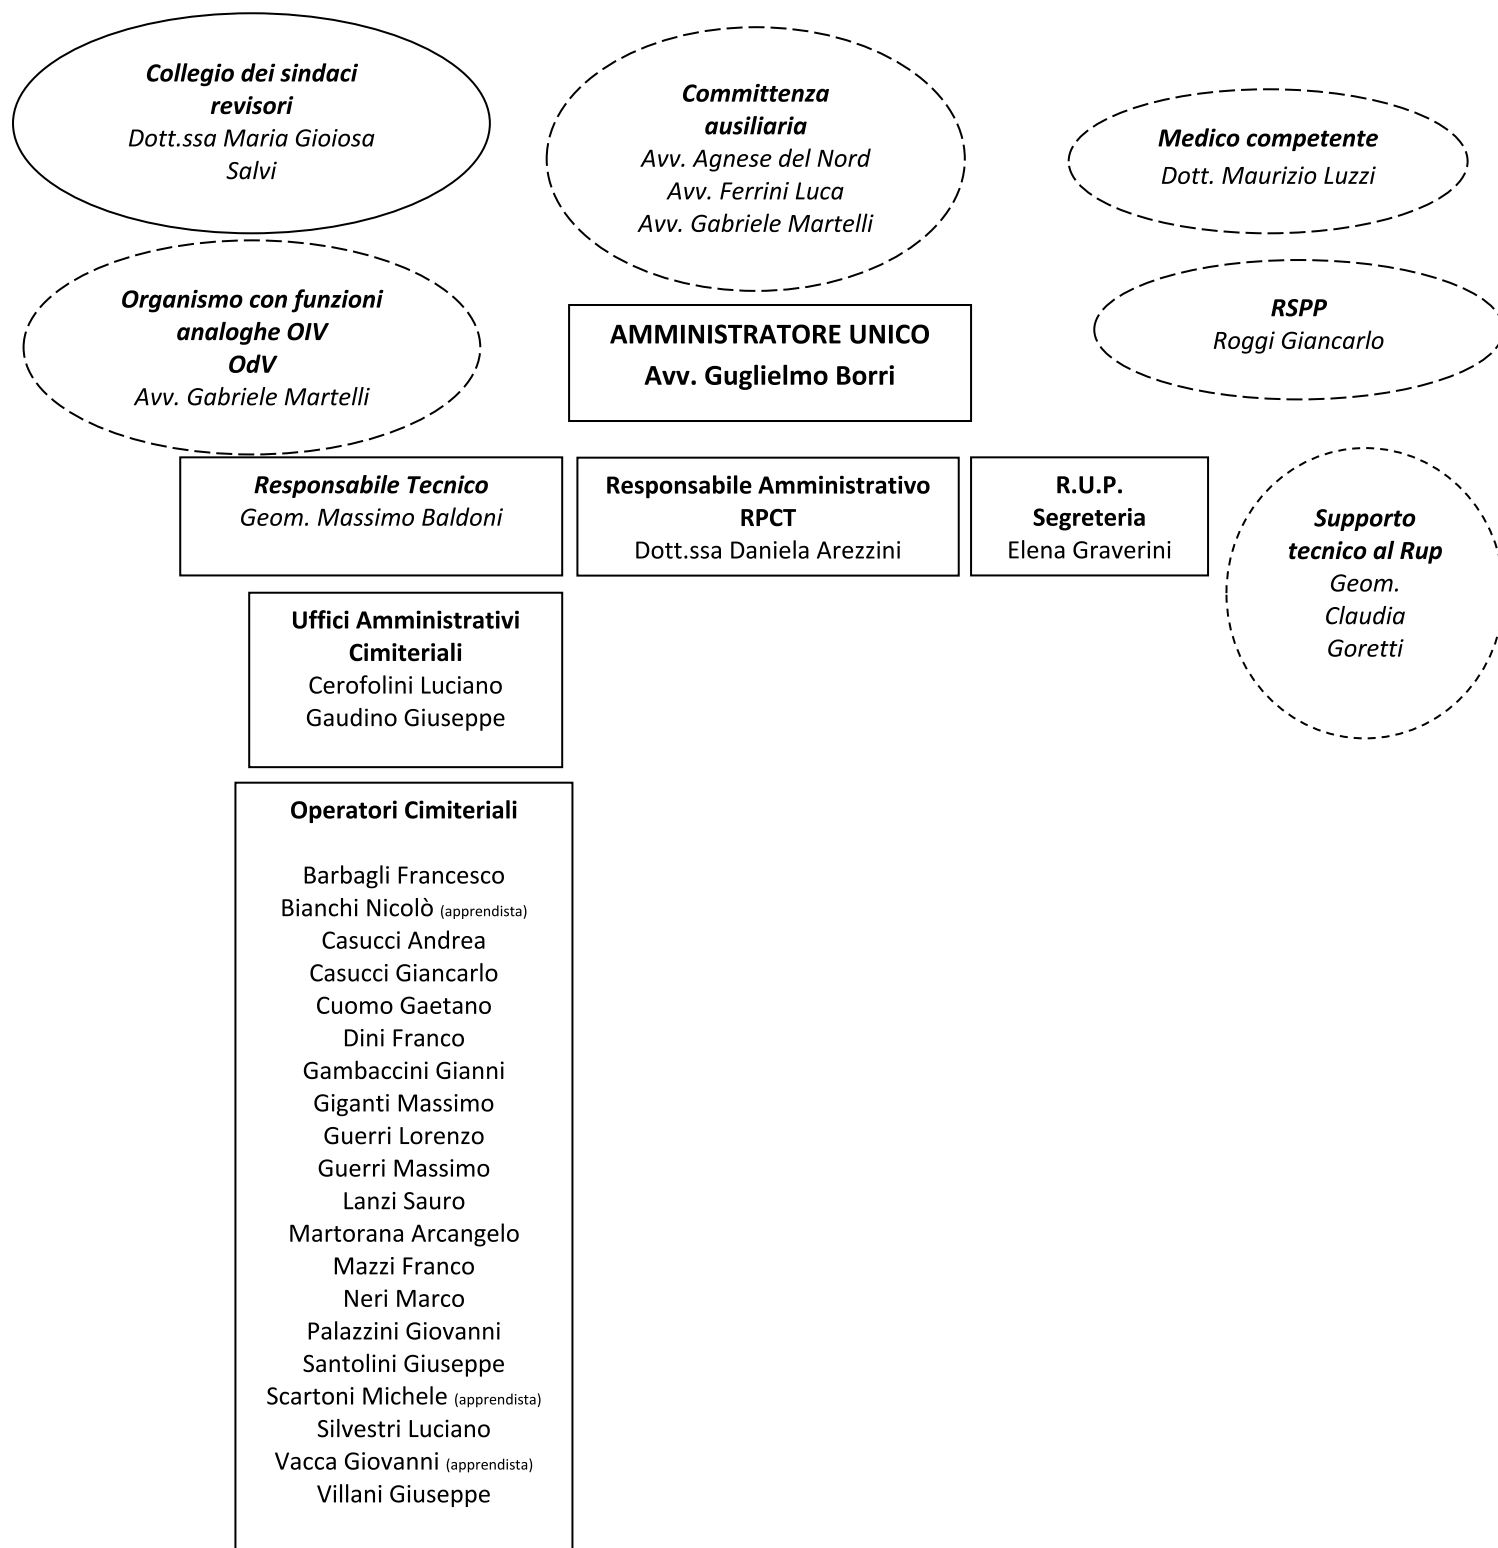 Collegio dei sindaci
revisori
Dott.ssa Maria Gioiosa
Salvi
Committenza
ausiliaria
Avv. Agnese del Nord
Avv. Ferrini Luca
Avv. Gabriele Martelli
Medico competente
Dott. Maurizio Luzzi
Organismo con funzioni
analoghe OIV
OdV
Avv. Gabriele Martelli
AMMINISTRATORE UNICO
Avv. Guglielmo Borri
RSPP
Roggi Giancarlo
Responsabile Tecnico
Geom. Massimo Baldoni
Responsabile Amministrativo
RPCT
Dott.ssa Daniela Arezzini
R.U.P.
Segreteria
Elena Graverini
Supporto
tecnico al Rup
Geom.
Claudia
Goretti
Uffici Amministrativi
Cimiteriali
Cerofolini Luciano
Gaudino Giuseppe
Operatori Cimiteriali
Barbagli Francesco
Bianchi Nicolò (apprendista)
Casucci Andrea
Casucci Giancarlo
Cuomo Gaetano
Dini Franco
Gambaccini Gianni
Giganti Massimo
Guerri Lorenzo
Guerri Massimo
Lanzi Sauro
Martorana Arcangelo
Mazzi Franco
Neri Marco
Palazzini Giovanni
Santolini Giuseppe
Scartoni Michele (apprendista)
Silvestri Luciano
Vacca Giovanni (apprendista)
Villani Giuseppe